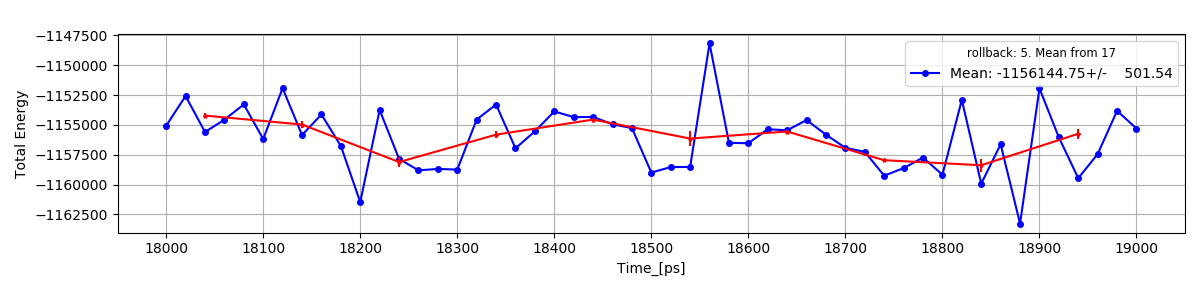 rollback: 5. Mean from 17
Mean: -1156144.75+/-    501.54
Total Energy
−1147500
−1150000
−1152500
−1155000
−1157500
−1160000
−1162500
18000 18100 18200 18300 18400 18500 18600 18700 18800 18900 19000
Time_[ps]